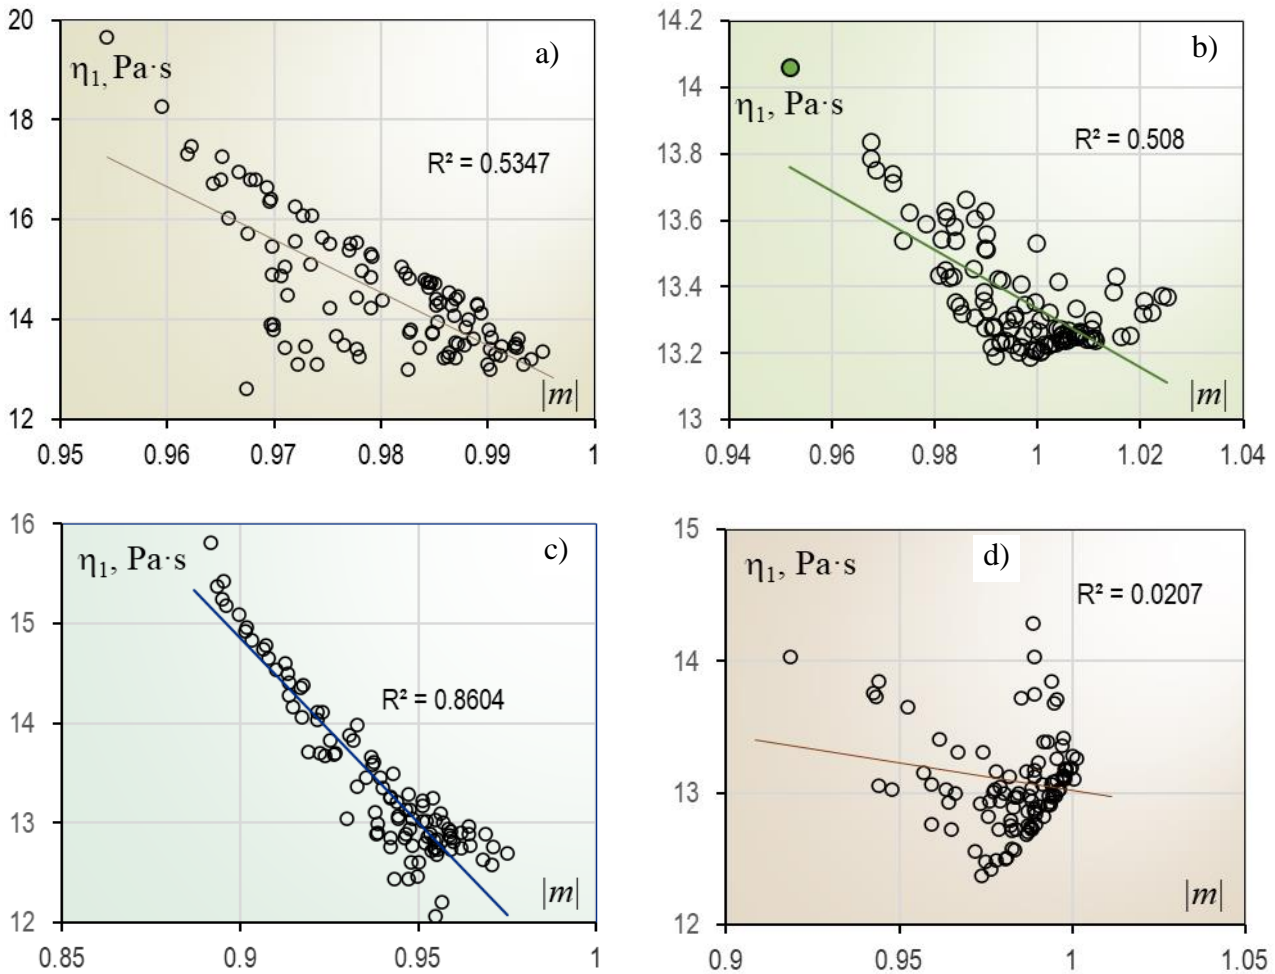 20
18
16
14
12
0.95 0.96 0.97 0.98 0.99 1
η1, Pa·s
a)
R² = 0.5347
|m|
14.2
14
13.8
13.6
13.4
13.2
13
0.94 0.96 0.98 1 1.02 1.04
b)
η1, Pa·s
R² = 0.508
|m|
16
15
14
13
12
0.85 0.9 0.95 1
η1, Pa·s
c)
R² = 0.8604
|m|
15
14
13
12
0.9 0.95 1 1.05
η1, Pa·s
d)
R² = 0.0207
|m|